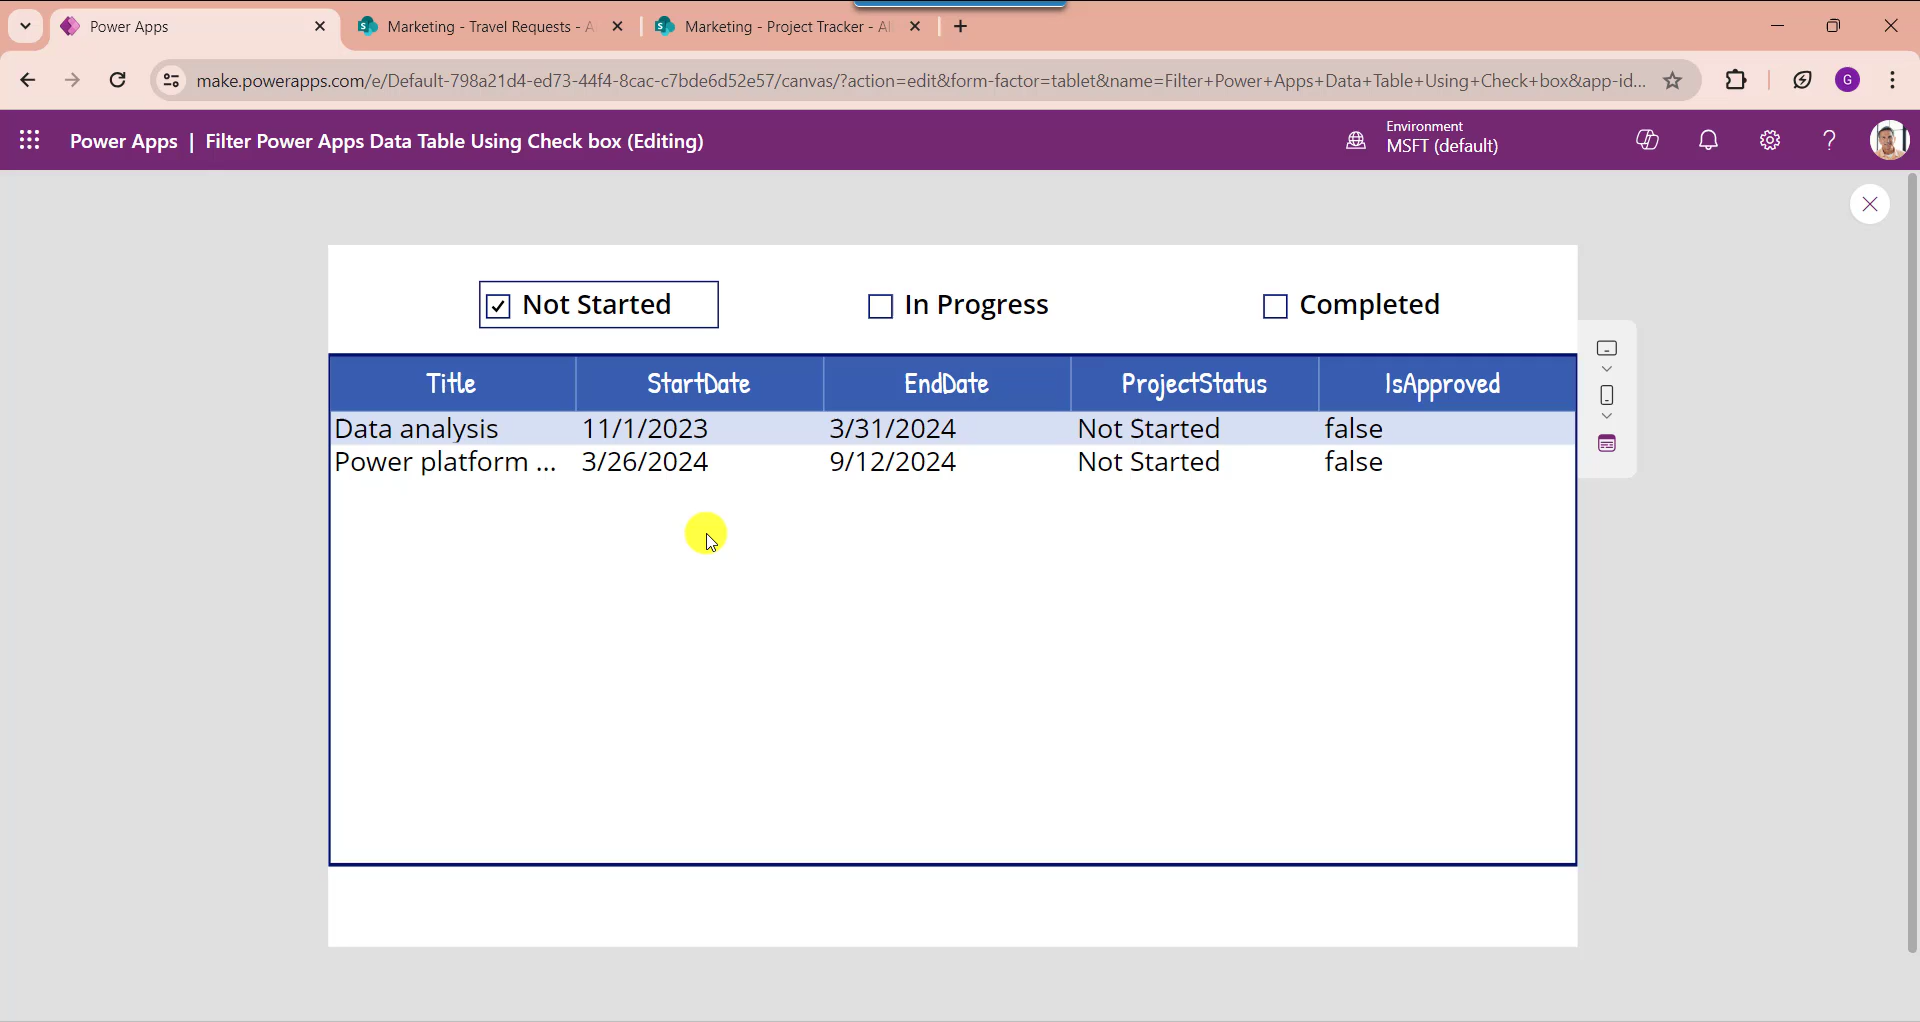 Power Apps
Marketing - Travel Requests - A
Marketing - Project Tracker - Al
make.powerapps.com/e/Default-798a21d4-ed73-44f4-8cac-c7bde6d52e57/canvas/?action=edit&form-factor=tablet&name=Filter+Power+Apps+Data+Table+Using+Check+box&app-id...
G
Power Apps | Filter Power Apps Data Table Using Check box (Editing)
Environment
MSFT (default)
?
Not Started In Progress Completed
Title StartDate EndDate ProjectStatus IsApproved
Data analysis 11/1/2023 3/31/2024 Not Started false
Power platform ... 3/26/2024 9/12/2024 Not Started false